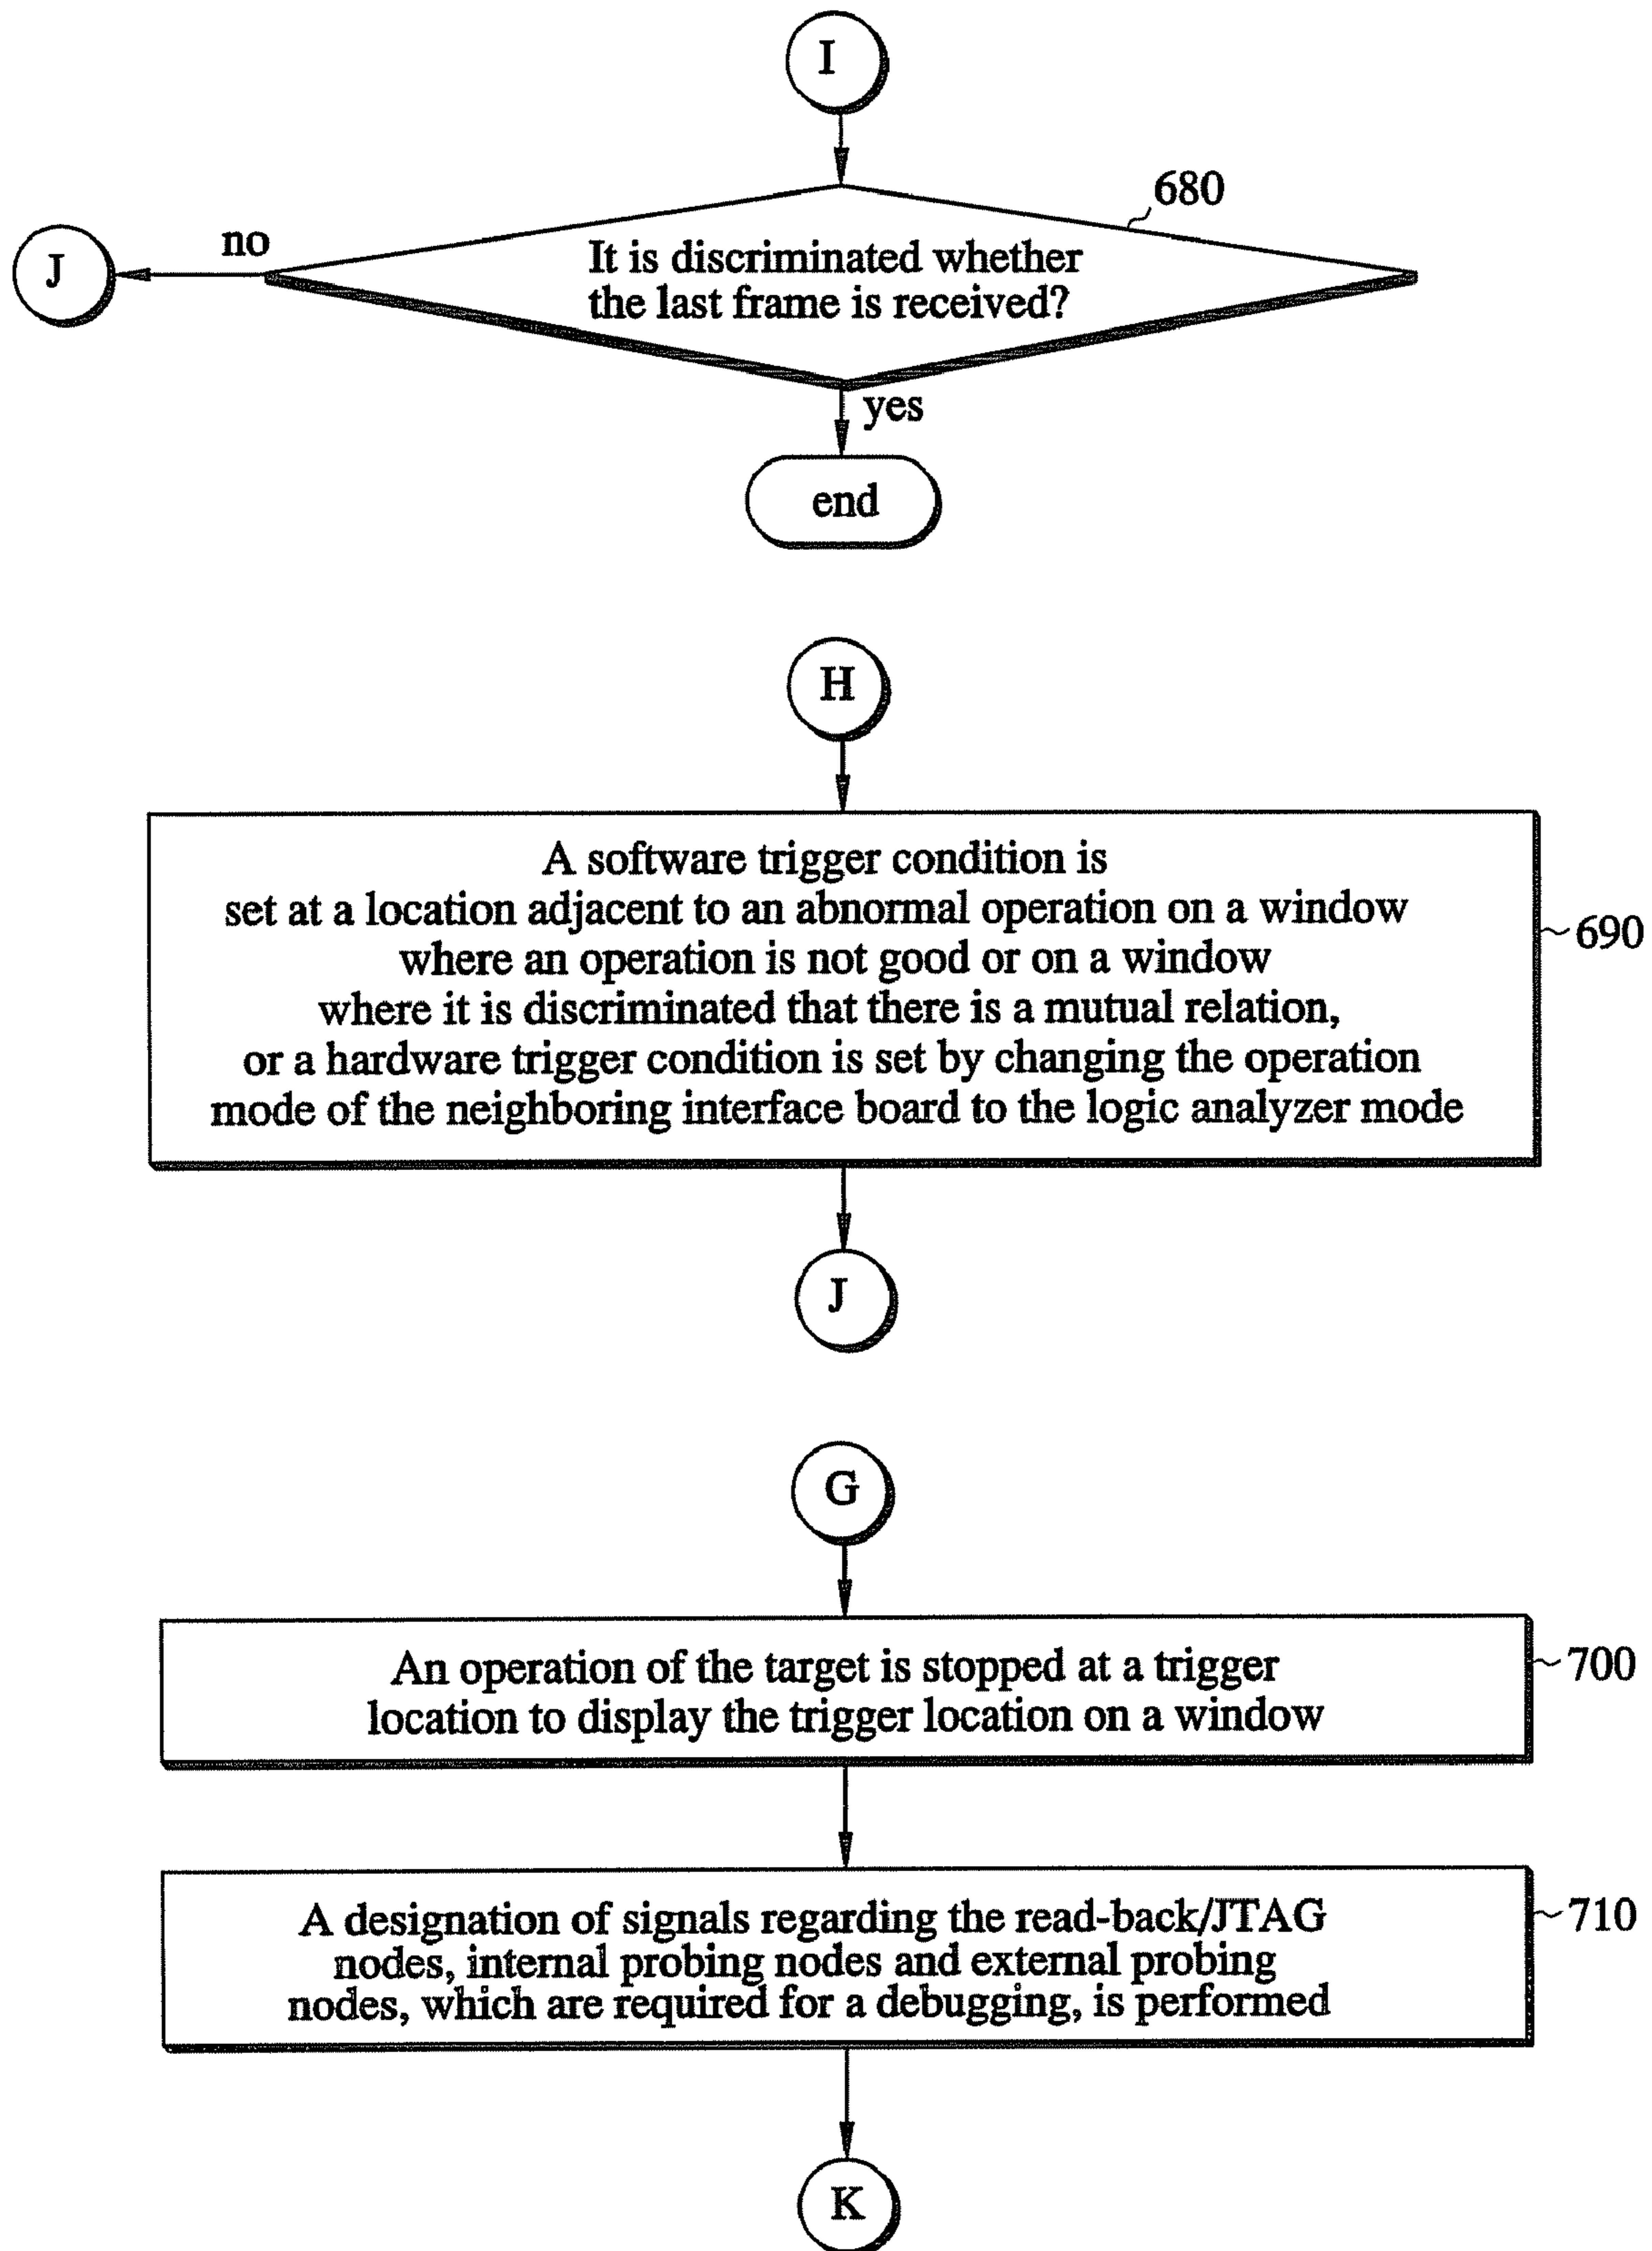 I
680
no
J
It is discriminated whether
the last frame is received?
yes
end
H
A software trigger condition is
set at a location adjacent to an abnormal operation on a window
where an operation is not good or on a window
where it is discriminated that there is a mutual relation,
or a hardware trigger condition is set by changing the operation
mode of the neighboring interface board to the logic analyzer mode
690
J
G
An operation of the target is stopped at a trigger
location to display the trigger location on a window
700
A designation of signals regarding the read-back/JTAG
nodes, internal probing nodes and external probing
nodes, which are required for a debugging, is performed
710
K